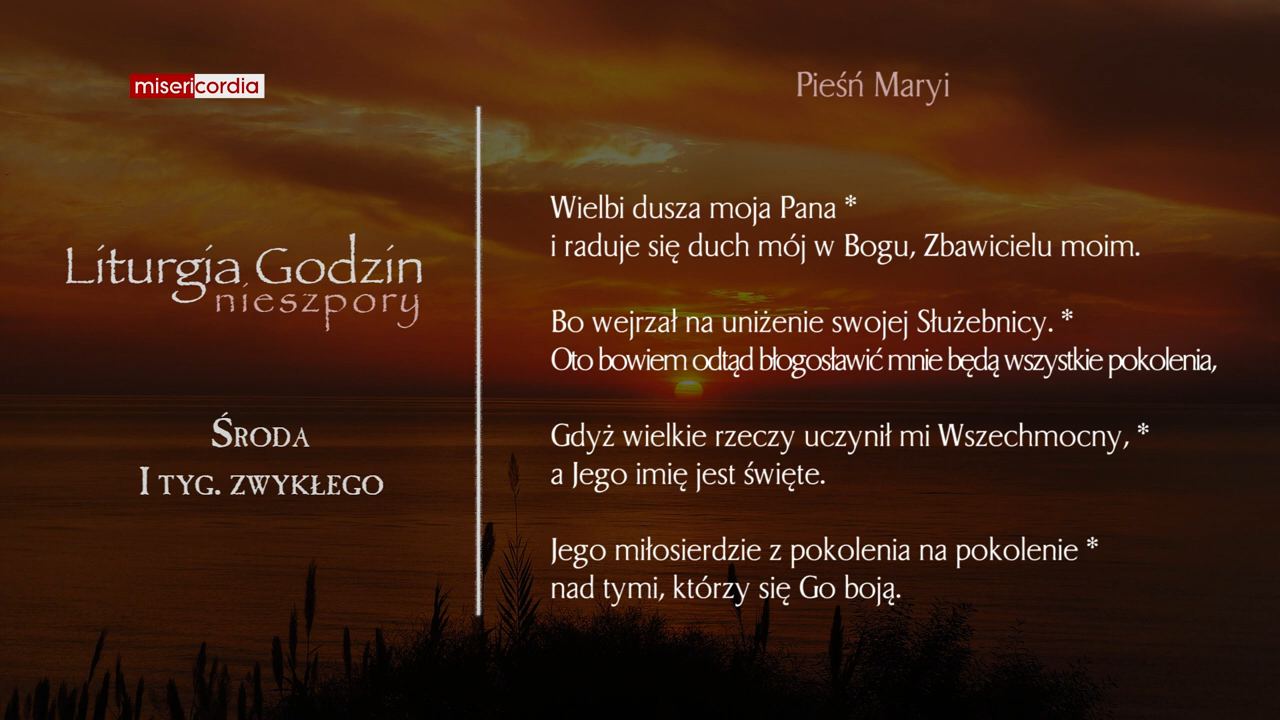 misericordia
Liturgia Godzin
nieszpory
Środa
I tyg. zwykłego
Pieśń Maryi
Wielbi dusza moja Pana *
i raduje się duch mój w Bogu, Zbawicielu moim.
Bo wejrzał na uniżenie swojej Służebnicy. *
Oto bowiem odtąd błogosławić mnie będą wszystkie pokolenia,
Gdyż wielkie rzeczy uczynił mi Wszechmocny, *
a Jego imię jest święte.
Jego miłosierdzie z pokolenia na pokolenie *
nad tymi, którzy się Go boją.